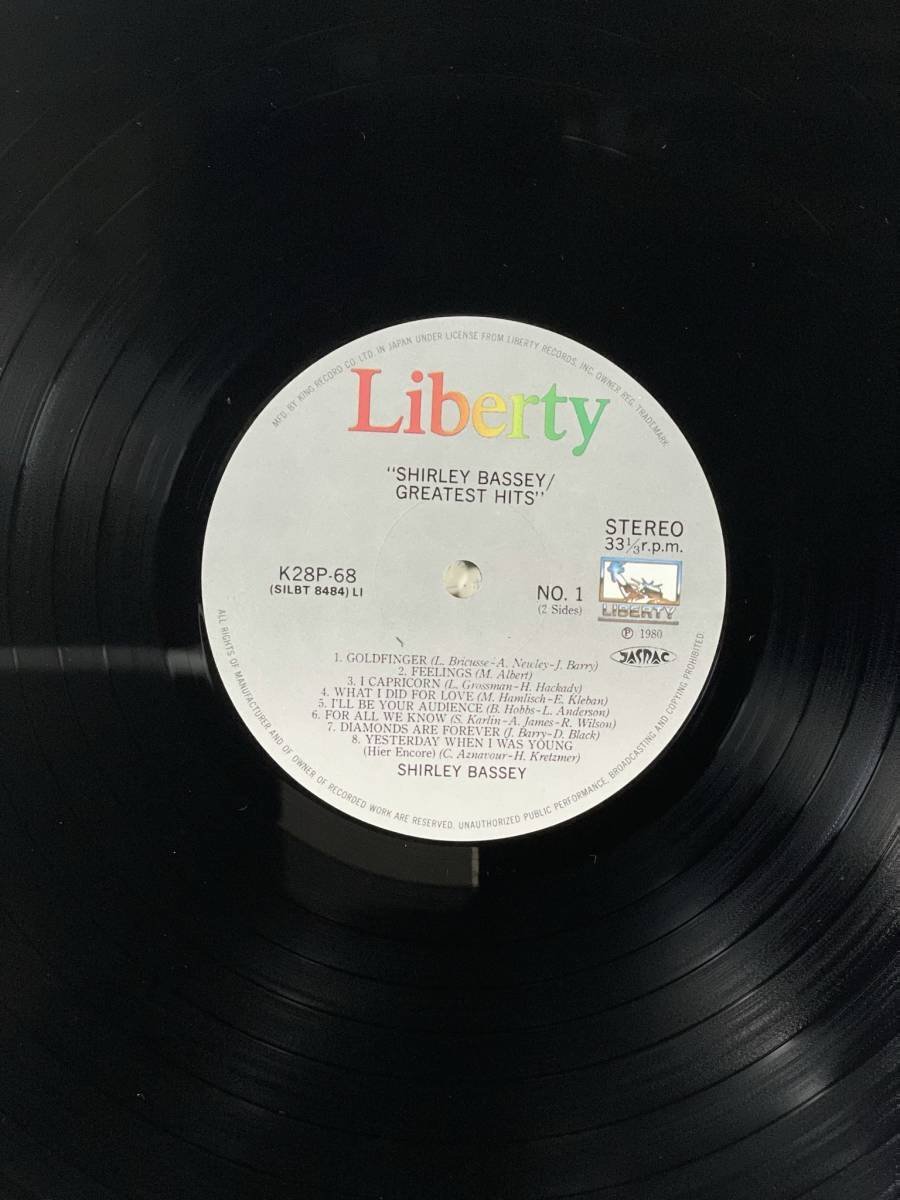 MFD. BY KING RECORD CO. LTD. IN JAPAN UNDER LICENSE FROM LIBERTY RECORDS, INC. OWNER REG. TRADEMARK.
Liberty
"SHIRLEY BASSEY/
GREATEST HITS"
STEREO
33⅓r.p.m.
K28P-68
(SILBT 8484) LI
NO. 1
(2 Sides)
LIBERTY
Ⓟ 1980
JASRAC
1. GOLDFINGER (L. Bricusse-A. Newley-J. Barry)
2. FEELINGS (M. Albert)
3. I CAPRICORN (L. Grossman-H. Hackady)
4. WHAT I DID FOR LOVE (M. Hamlisch-E. Kleban)
5. I'LL BE YOUR AUDIENCE (B. Hobbs-L. Anderson)
6. FOR ALL WE KNOW (S. Karlin-A. James-R. Wilson)
7. DIAMONDS ARE FOREVER (J. Barry-D. Black)
8. YESTERDAY WHEN I WAS YOUNG
(Hier Encore) (C. Aznavour-H. Kretzmer)
SHIRLEY BASSEY
ALL RIGHTS OF MANUFACTURER AND OF OWNER OF RECORDED WORK ARE RESERVED. UNAUTHORIZED PUBLIC PERFORMANCE, BROADCASTING AND COPYING PROHIBITED.